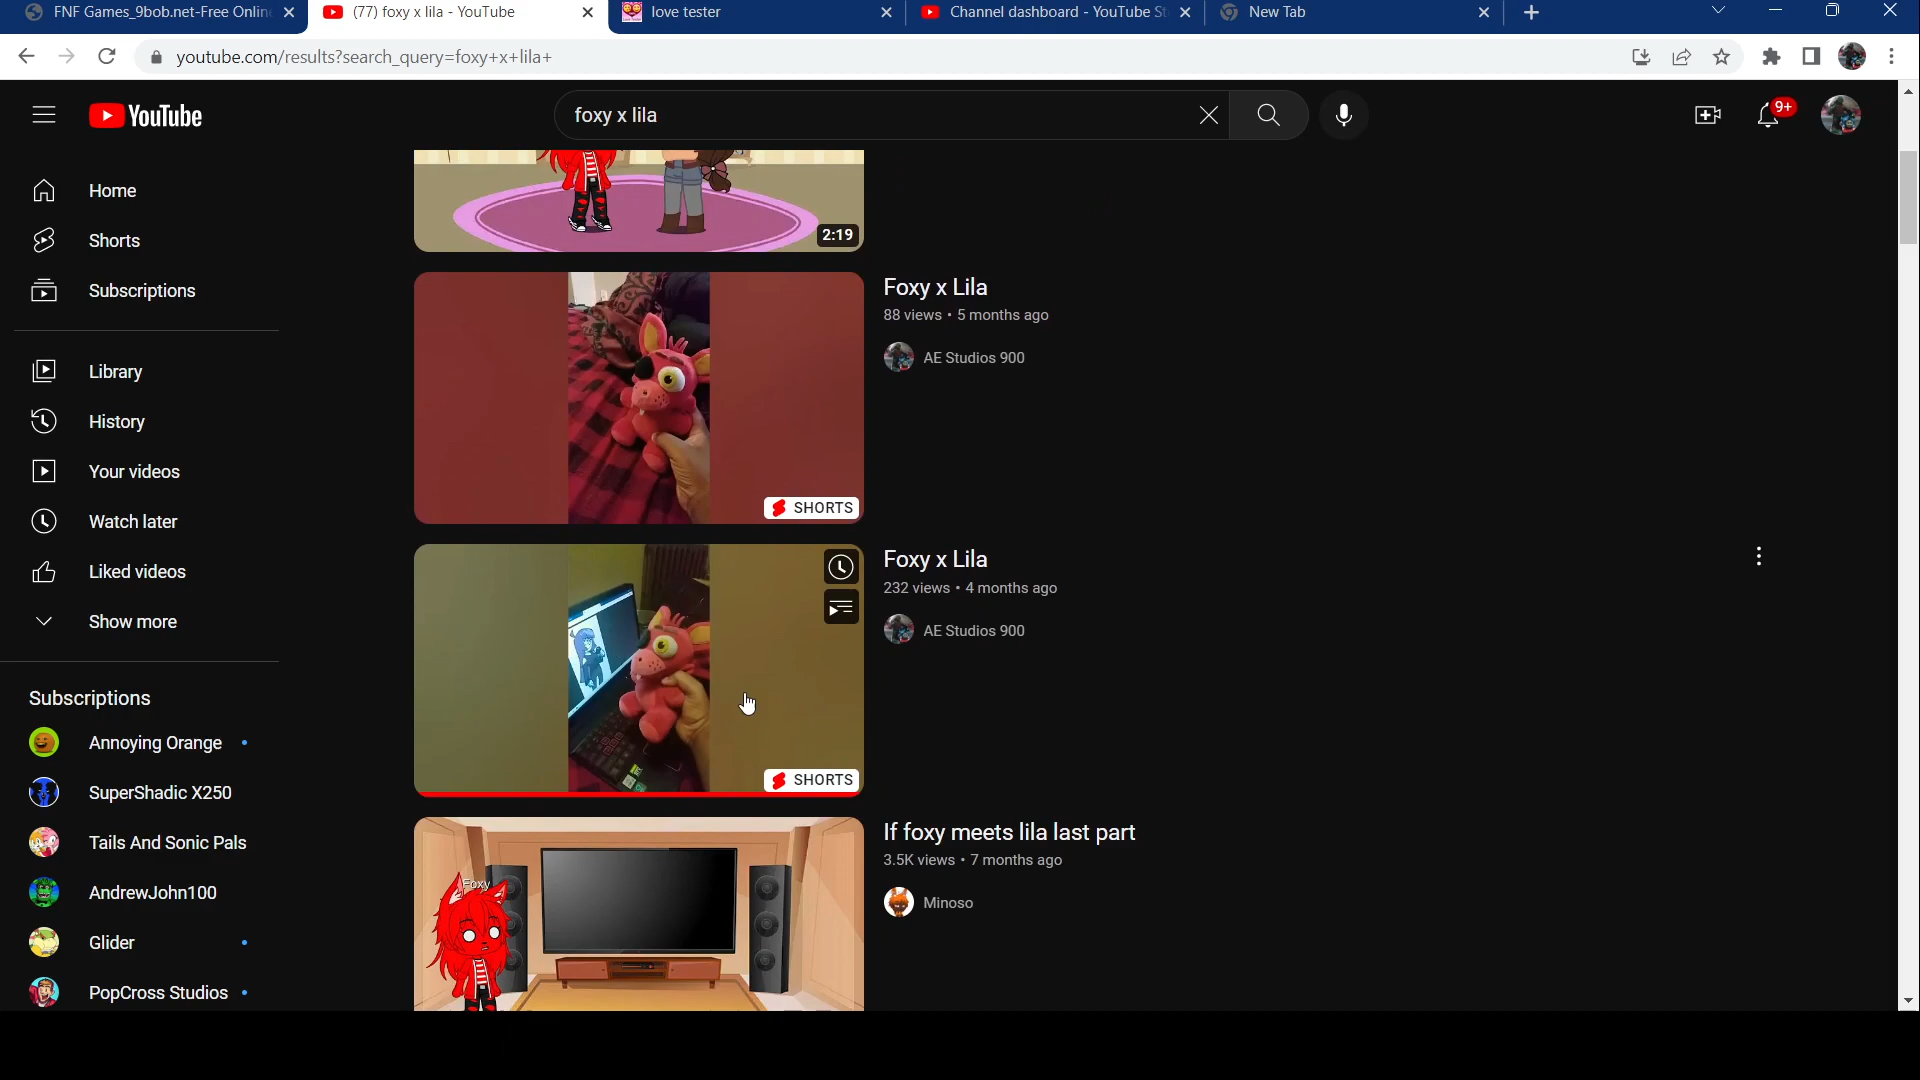 FNF Games_9bob.net-Free Online
(77) foxy x lila - YouTube
love tester
Channel dashboard - YouTube St
New Tab
youtube.com/results?search_query=foxy+x+lila+
YouTube
foxy x lila
9+
Home
Shorts
Subscriptions
Library
History
Your videos
Watch later
Liked videos
Show more
Subscriptions
Annoying Orange
SuperShadic X250
Tails And Sonic Pals
AndrewJohn100
Glider
PopCross Studios
2:19
Foxy x Lila
88 views • 5 months ago
AE Studios 900
SHORTS
Foxy x Lila
232 views • 4 months ago
AE Studios 900
SHORTS
If foxy meets lila last part
3.5K views • 7 months ago
Minoso
Foxy